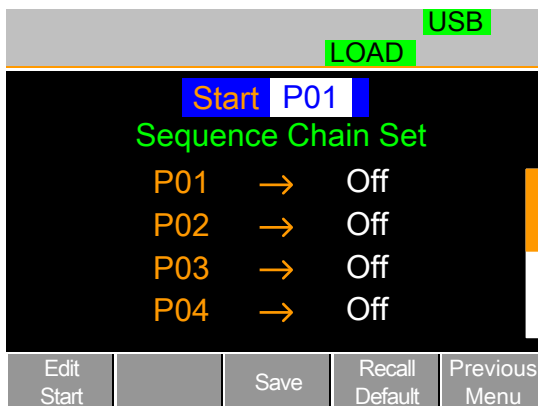 USB
LOAD
Start P01
Sequence Chain Set
P01 → Off
P02 → Off
P03 → Off
P04 → Off
Edit Start
Save
Recall Default
Previous Menu